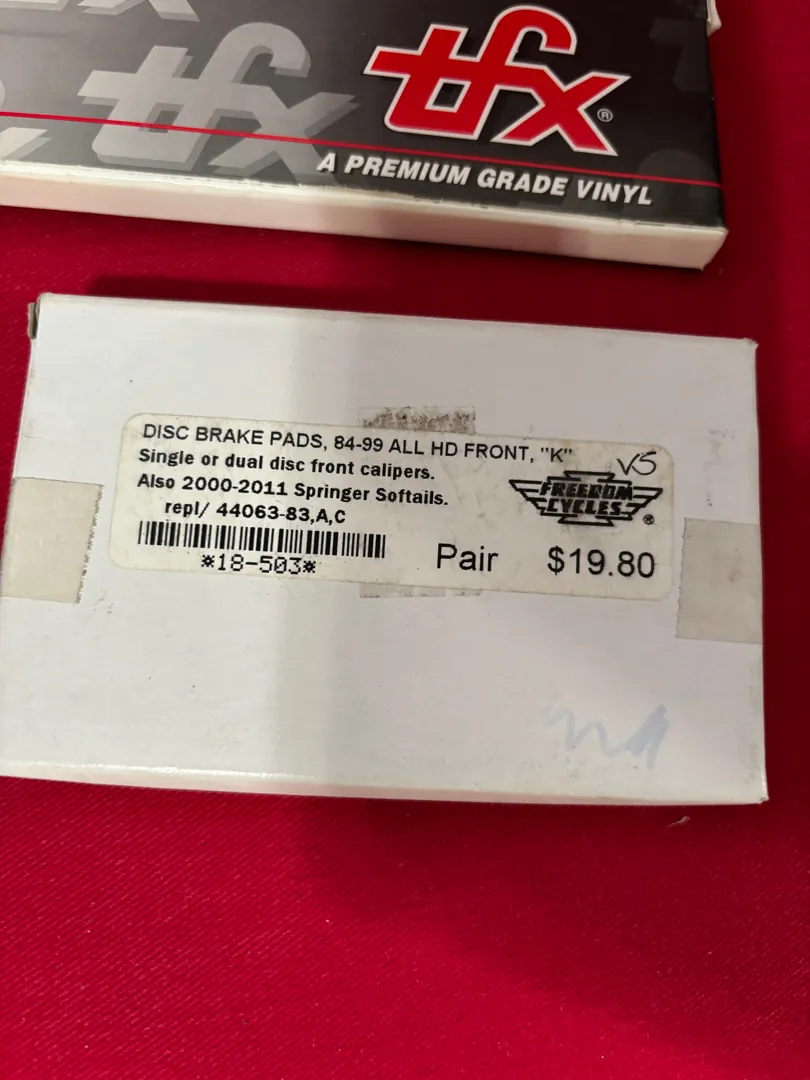 tfx®
A PREMIUM GRADE VINYL
DISC BRAKE PADS, 84-99 ALL HD FRONT, "K"
Single or dual disc front calipers.
Also 2000-2011 Springer Softails.
repl/ 44063-83,A,C
V5
FREEDOM
CYCLES
®
*18-503*
Pair
$19.80